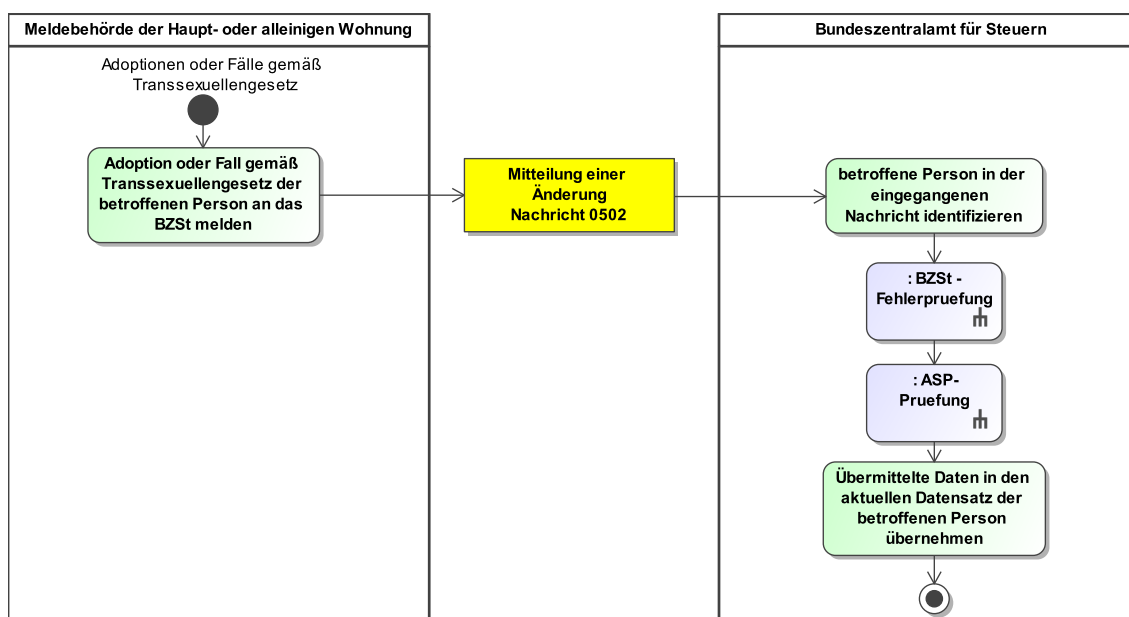 Meldebehörde der Haupt- oder alleinigen Wohnung
Adoptionen oder Fälle gemäß
Transsexuellengesetz
Adoption oder Fall gemäß
Transsexuellengesetz der
betroffenen Person an das
BZSt melden
Mitteilung einer
Änderung
Nachricht 0502
Bundeszentralamt für Steuern
betroffene Person in der
eingegangenen
Nachricht identifizieren
: BZSt -
Fehlerpruefung
: ASP-
Pruefung
Übermittelte Daten in den
aktuellen Datensatz der
betroffenen Person
übernehmen